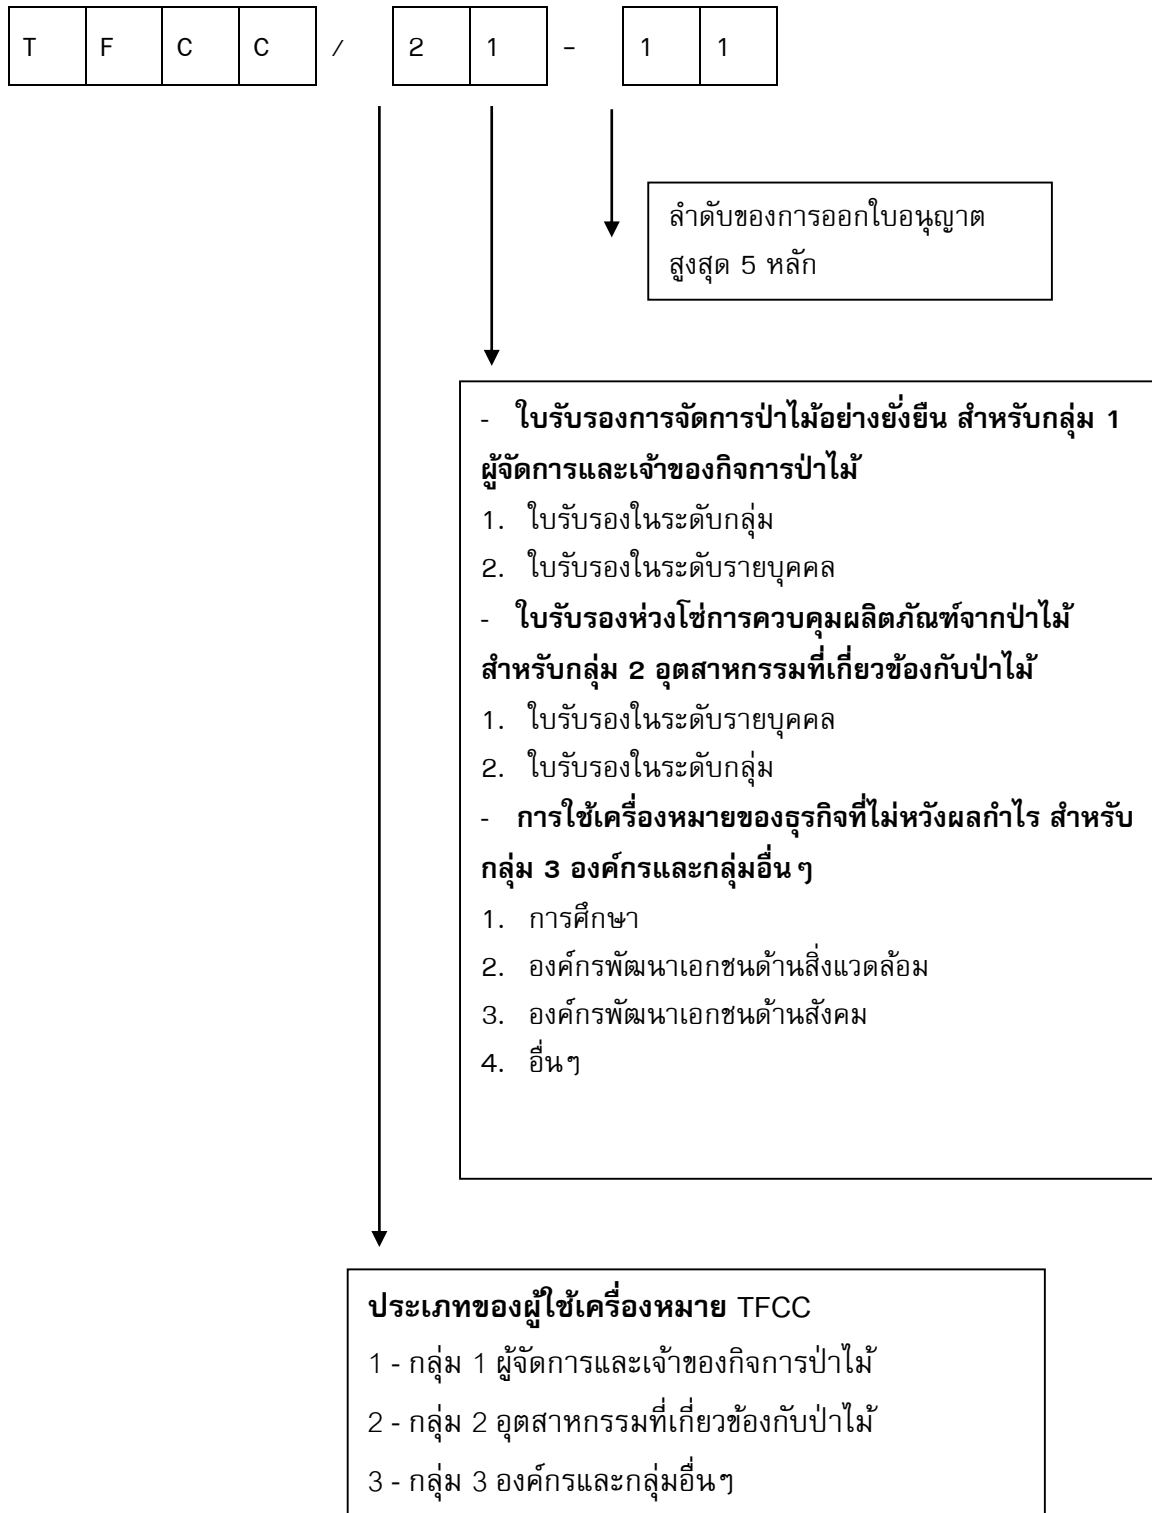 T F C C / 2 1 – 1 1
ลำดับของการออกใบอนุญาต
สูงสุด 5 หลัก
- ใบรับรองการจัดการป่าไม้อย่างยั่งยืน สำหรับกลุ่ม 1
ผู้จัดการและเจ้าของกิจการป่าไม้
1. ใบรับรองในระดับกลุ่ม
2. ใบรับรองในระดับรายบุคคล
- ใบรับรองห่วงโซ่การควบคุมผลิตภัณฑ์จากป่าไม้
สำหรับกลุ่ม 2 อุตสาหกรรมที่เกี่ยวข้องกับป่าไม้
1. ใบรับรองในระดับรายบุคคล
2. ใบรับรองในระดับกลุ่ม
- การใช้เครื่องหมายของธุรกิจที่ไม่หวังผลกำไร สำหรับ
กลุ่ม 3 องค์กรและกลุ่มอื่นๆ
1. การศึกษา
2. องค์กรพัฒนาเอกชนด้านสิ่งแวดล้อม
3. องค์กรพัฒนาเอกชนด้านสังคม
4. อื่นๆ
ประเภทของผู้ใช้เครื่องหมาย TFCC
1 - กลุ่ม 1 ผู้จัดการและเจ้าของกิจการป่าไม้
2 - กลุ่ม 2 อุตสาหกรรมที่เกี่ยวข้องกับป่าไม้
3 - กลุ่ม 3 องค์กรและกลุ่มอื่นๆ